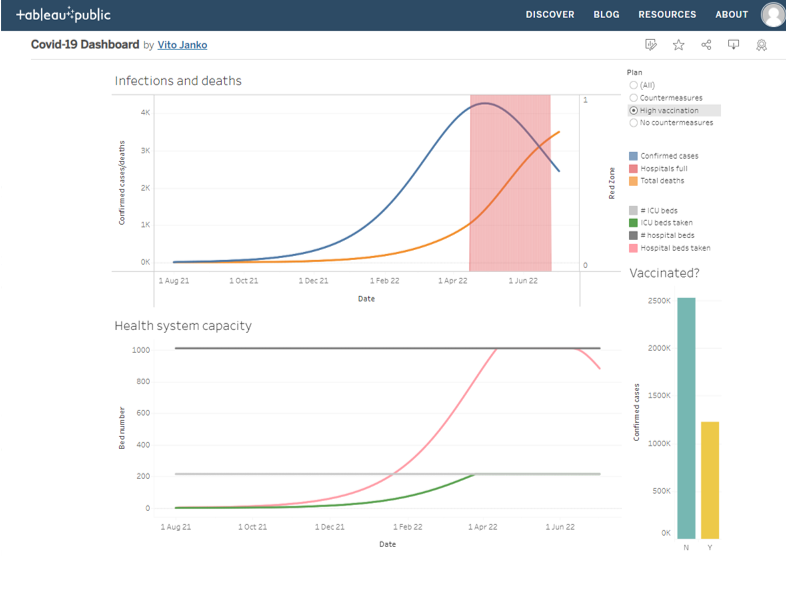 +ableau public
DISCOVER BLOG RESOURCES ABOUT
Covid-19 Dashboard by Vito Janko
Infections and deaths
Confirmed cases/deaths
4K
3K
2K
1K
0K
1 Aug 21 1 Oct 21 1 Dec 21 1 Feb 22 1 Apr 22 1 Jun 22
Date
1
0
Red Zone
Plan
(All)
Countermeasures
High vaccination
No countermeasures
Confirmed cases
Hospitals full
Total deaths
# ICU beds
ICU beds taken
# hospital beds
Hospital beds taken
Health system capacity
Bed number
1000
800
600
400
200
0
1 Aug 21 1 Oct 21 1 Dec 21 1 Feb 22 1 Apr 22 1 Jun 22
Date
Vaccinated?
Confirmed cases
2500K
2000K
1500K
1000K
500K
0K
N Y